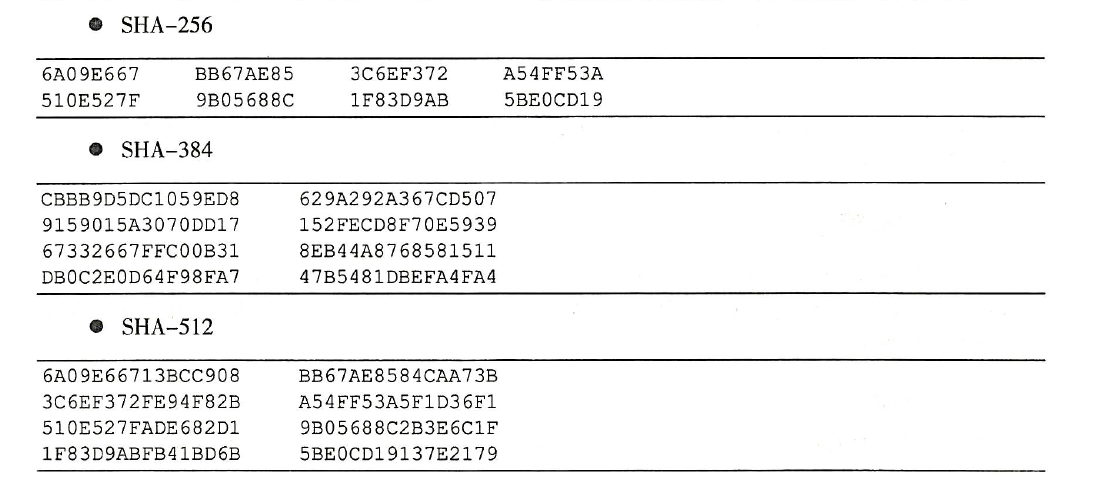 ● SHA–256
6A09E667 BB67AE85 3C6EF372 A54FF53A
510E527F 9B05688C 1F83D9AB 5BE0CD19
● SHA–384
CBBB9D5DC1059ED8 629A292A367CD507
9159015A3070DD17 152FECD8F70E5939
67332667FFC00B31 8EB44A8768581511
DB0C2E0D64F98FA7 47B5481DBEFA4FA4
● SHA–512
6A09E66713BCC908 BB67AE8584CAA73B
3C6EF372FE94F82B A54FF53A5F1D36F1
510E527FADE682D1 9B05688C2B3E6C1F
1F83D9ABFB41BD6B 5BE0CD19137E2179